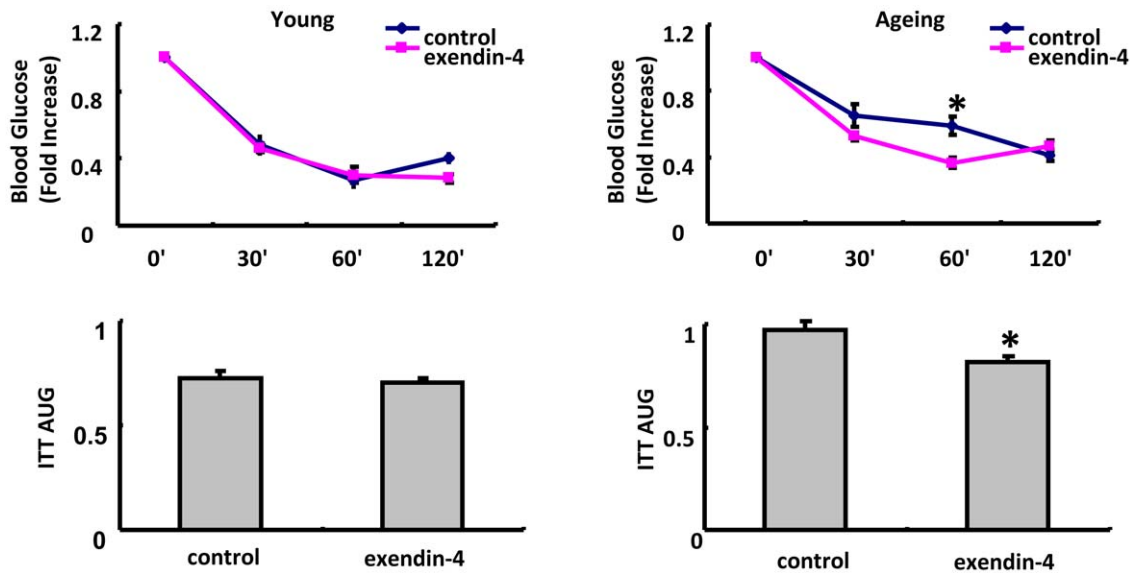 Young
control
exendin-4
Blood Glucose
(Fold Increase)
1.2
0.8
0.4
0
0' 30' 60' 120'
Ageing
control
exendin-4
Blood Glucose
(Fold Increase)
1.2
0.8
0.4
0
*
0' 30' 60' 120'
ITT AUG
1
0.5
0
control exendin-4
ITT AUG
1
0.5
0
*
control exendin-4